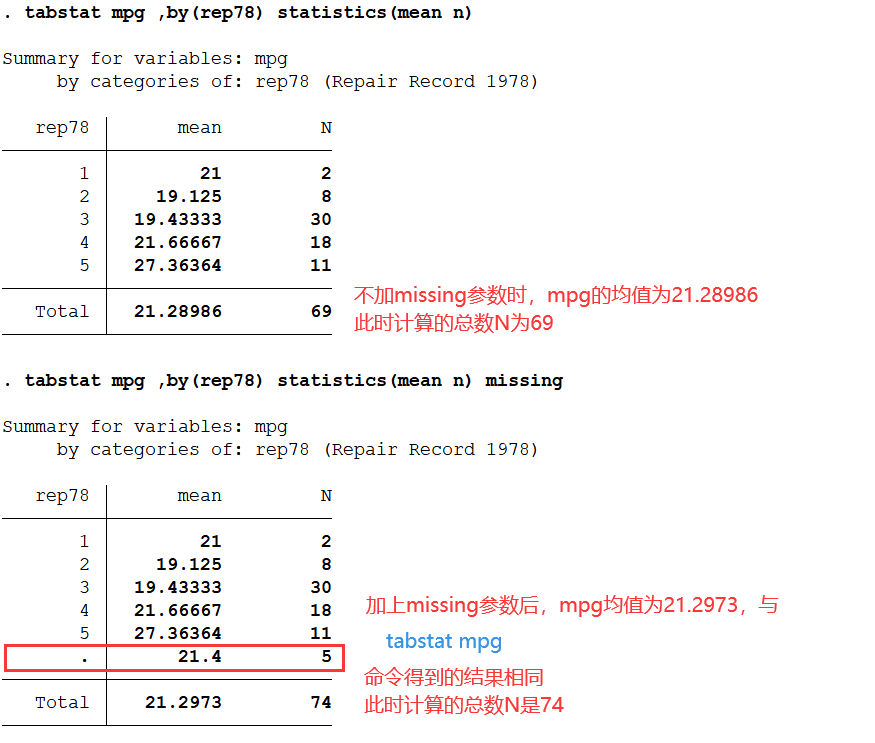 . tabstat mpg ,by(rep78) statistics(mean n)
Summary for variables: mpg
by categories of: rep78 (Repair Record 1978)
rep78 mean N
1 21 2
2 19.125 8
3 19.43333 30
4 21.66667 18
5 27.36364 11
不加missing参数时，mpg的均值为21.28986
Total 21.28986 69
此时计算的总数N为69
. tabstat mpg ,by(rep78) statistics(mean n) missing
Summary for variables: mpg
by categories of: rep78 (Repair Record 1978)
rep78 mean N
1 21 2
2 19.125 8
3 19.43333 30
4 21.66667 18
5 27.36364 11
. 21.4 5
Total 21.2973 74
加上missing参数后，mpg均值为21.2973，与
tabstat mpg
命令得到的结果相同
此时计算的总数N是74